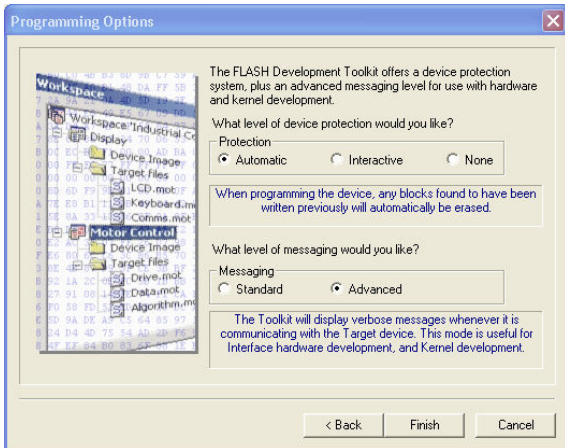 Programming Options
The FLASH Development Toolkit offers a device protection
system, plus an advanced messaging level for use with hardware
and kernel development.
What level of device protection would you like?
Protection
Automatic
Interactive
None
When programming the device, any blocks found to have been
written previously will automatically be erased.
What level of messaging would you like?
Messaging
Standard
Advanced
The Toolkit will display verbose messages whenever it is
communicating with the Target device. This mode is useful for
Interface hardware development, and Kernel development.
Workspace
Workspace 'Industrial Co
Display
Device Image
Target files
LCD.mot
Keyboard.m
Comms.mot
Motor Control
Device Image
Target files
Drive.mot
Data.mot
Algorithm.mo
< Back
Finish
Cancel